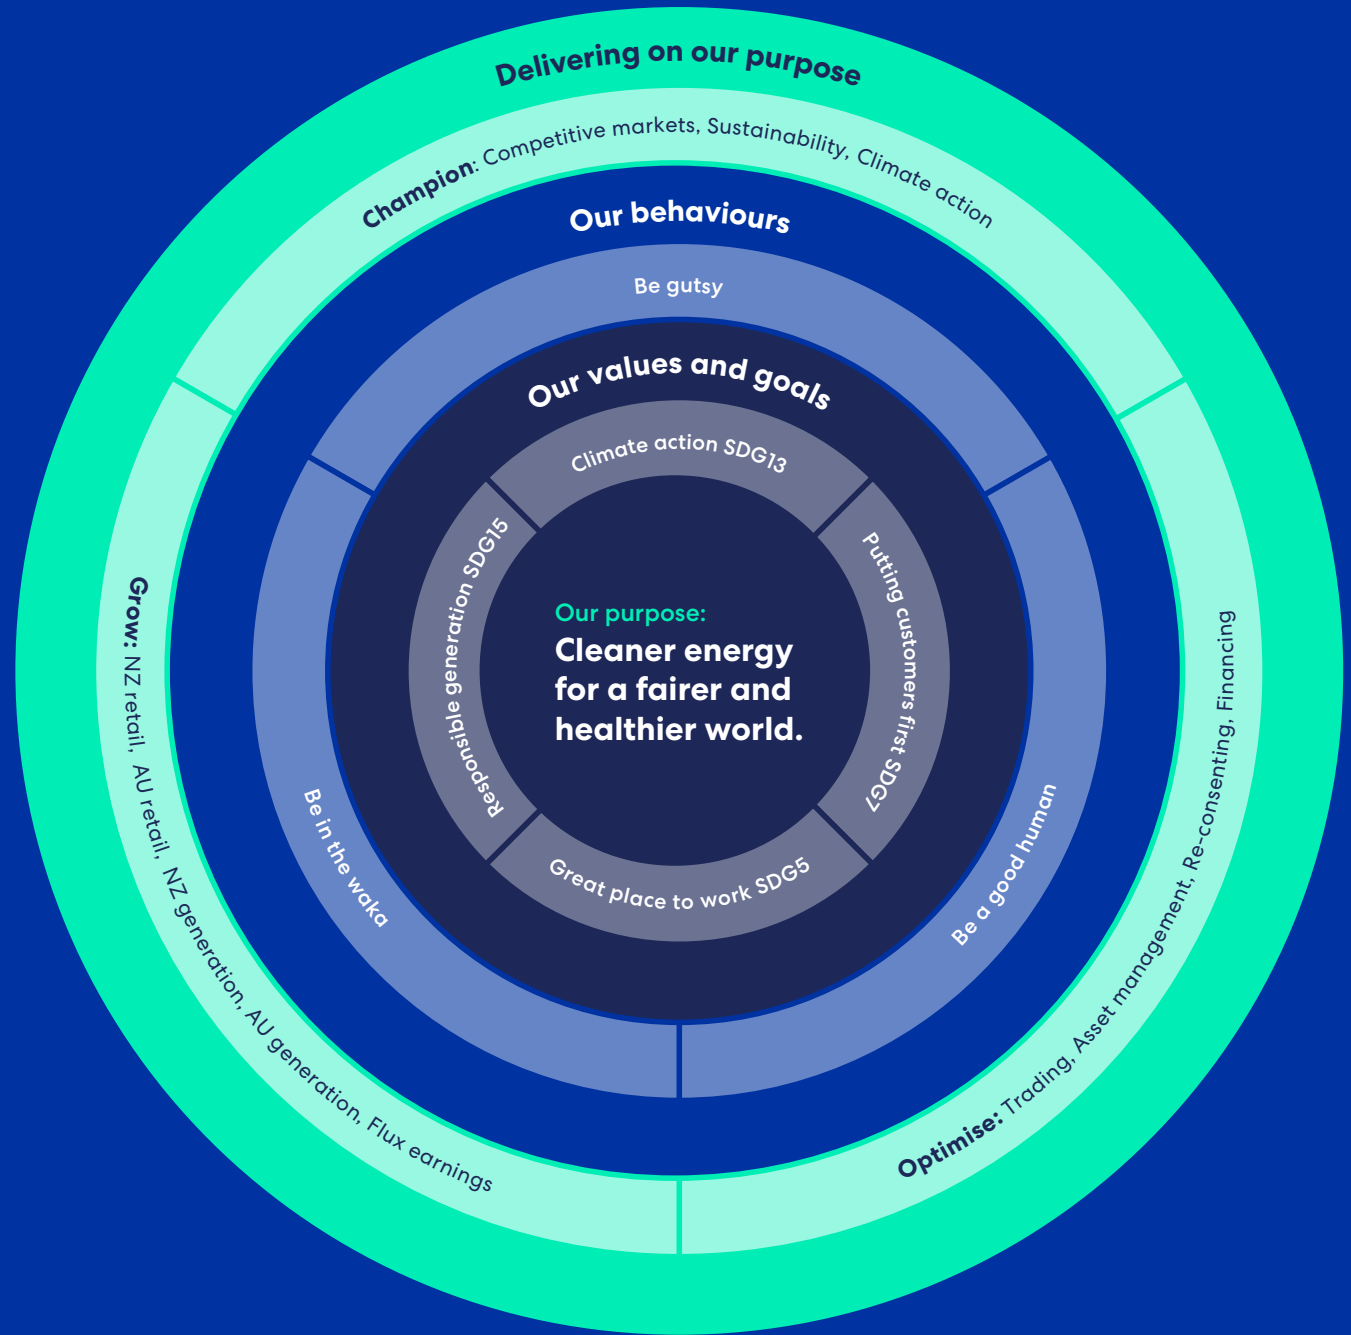 Delivering on our purpose
Champion: Competitive markets, Sustainability, Climate action
Our behaviours
Be gutsy
Our values and goals
Climate action SDG13
Putting customers first SDG7
Great place to work SDG5
Responsible generation SDG15
Our purpose:
Cleaner energy
for a fairer and
healthier world.
Be a good human
Be in the waka
Optimise: Trading, Asset management, Re-consenting, Financing
Grow: NZ retail, AU retail, NZ generation, AU generation, Flux earnings